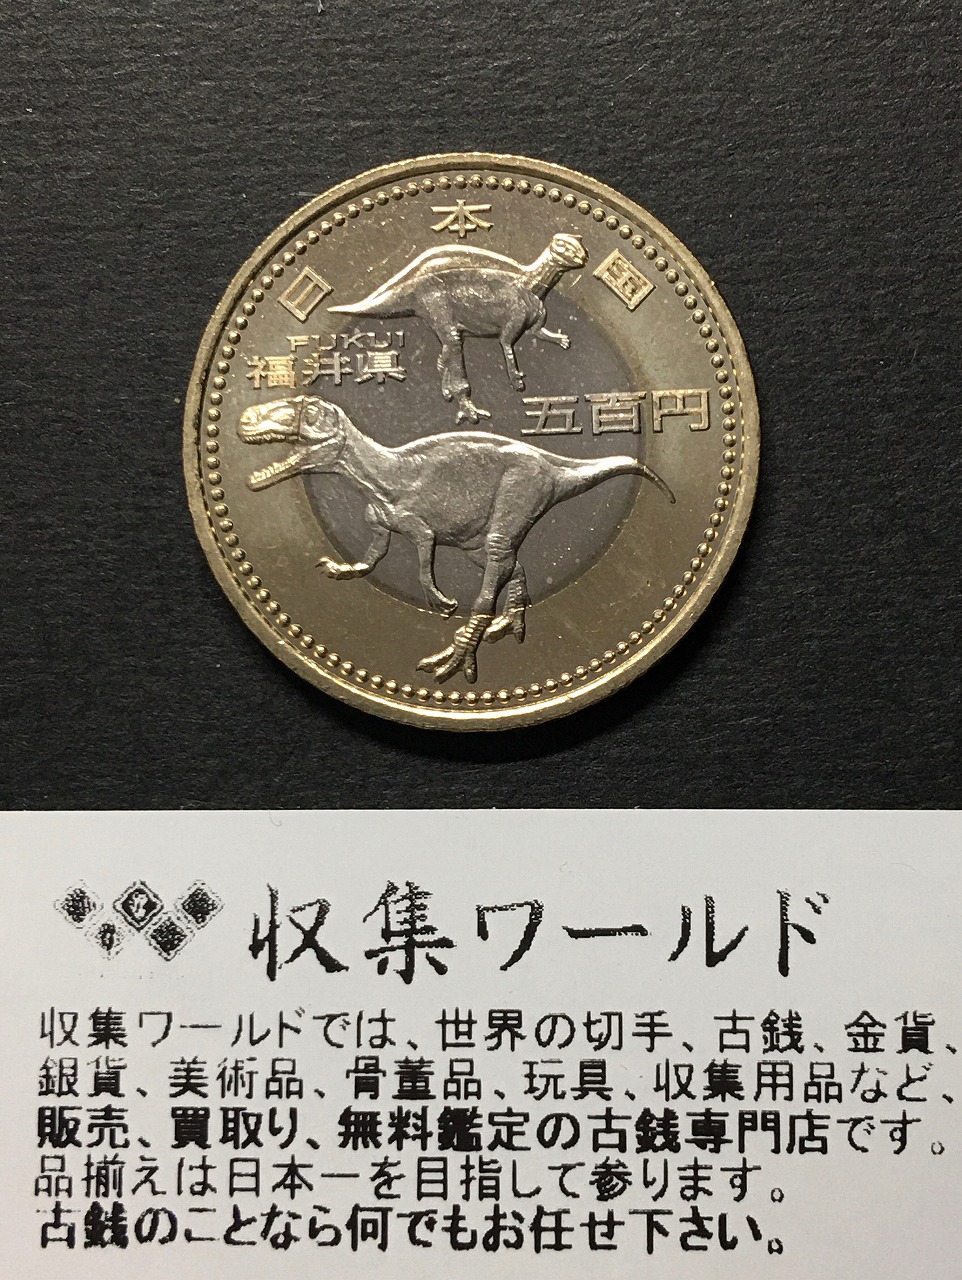 日本国
FUKUI
福井県
五百円
収集ワールド
収集ワールドでは、世界の切手、古銭、金貨、
銀貨、美術品、骨董品、玩具、収集用品など、
販売、買取り、無料鑑定の古銭専門店です。
品揃えは日本一を目指して参ります。
古銭のことなら何でもお任せ下さい。